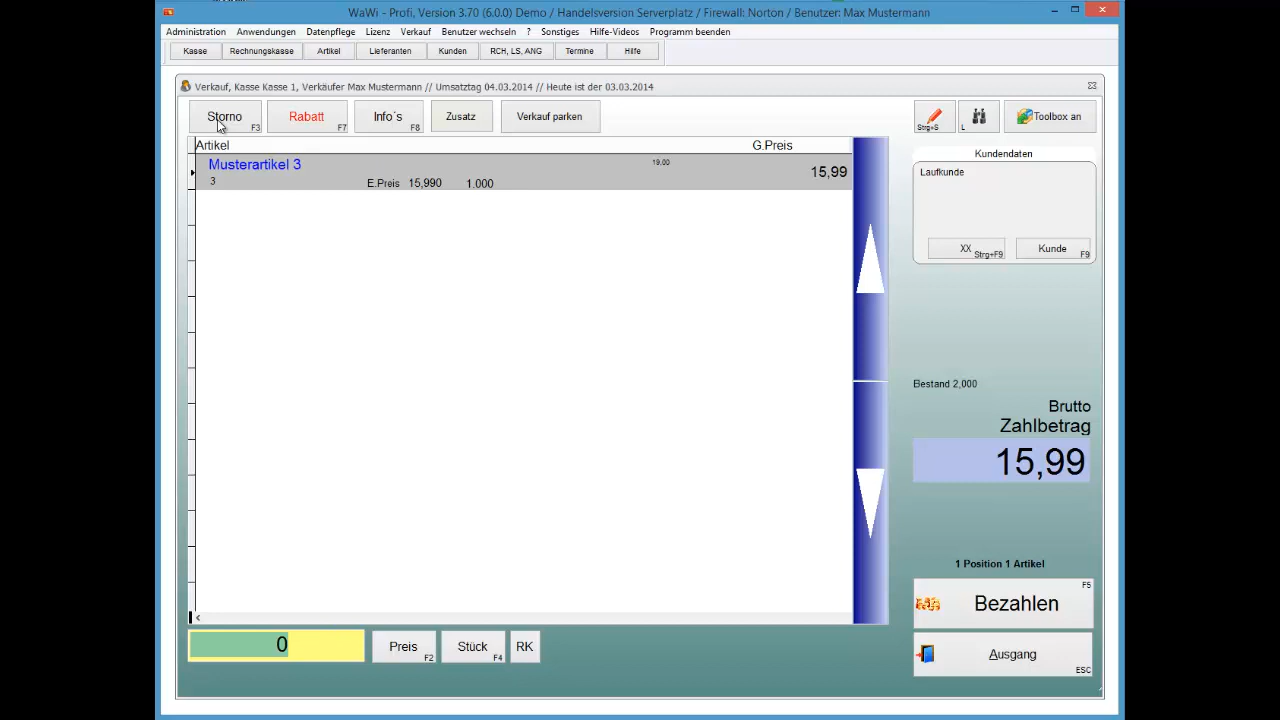 WaWi - Profi, Version 3.70 (6.0.0) Demo / Handelsversion Serverplatz / Firewall: Norton / Benutzer: Max Mustermann
Administration Anwendungen Datenpflege Lizenz Verkauf Benutzer wechseln ? Sonstiges Hilfe-Videos Programm beenden
Kasse Rechnungskasse Artikel Lieferanten Kunden RCH, LS, ANG Termine Hilfe
Verkauf, Kasse Kasse 1, Verkäufer Max Mustermann // Umsatztag 04.03.2014 // Heute ist der 03.03.2014
Storno F3 Rabatt F7 Info´s F8 Zusatz Verkauf parken Strg+S L Toolbox an
Artikel G.Preis
Kundendaten
Musterartikel 3 19.00 15,99
Laufkunde
3 E.Preis 15,990 1.000
XX Strg+F9 Kunde F9
Bestand 2,000
Brutto
Zahlbetrag
15,99
1 Position 1 Artikel
Bezahlen F5
0 Preis F2 Stück F4 RK
Ausgang ESC